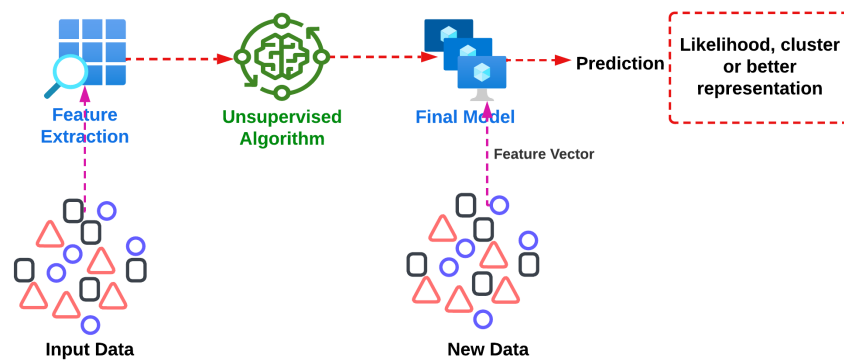 Feature
Extraction
Unsupervised
Algorithm
Final Model
Prediction
Likelihood, cluster
or better
representation
Feature Vector
Input Data
New Data